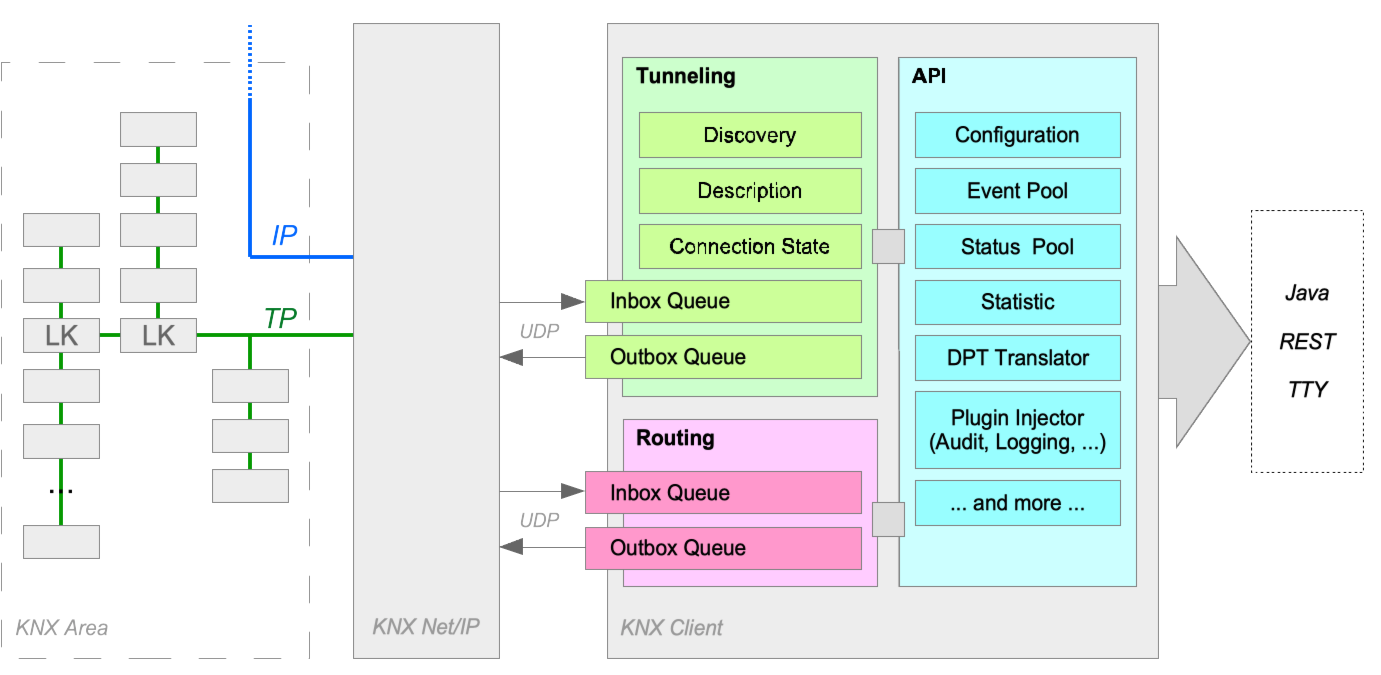 IP
TP
LK
LK
...
KNX Area
KNX Net/IP
UDP
UDP
Tunneling
Discovery
Description
Connection State
Inbox Queue
Outbox Queue
Routing
Inbox Queue
Outbox Queue
KNX Client
API
Configuration
Event Pool
Status Pool
Statistic
DPT Translator
Plugin Injector
(Audit, Logging, ...)
... and more ...
Java
REST
TTY